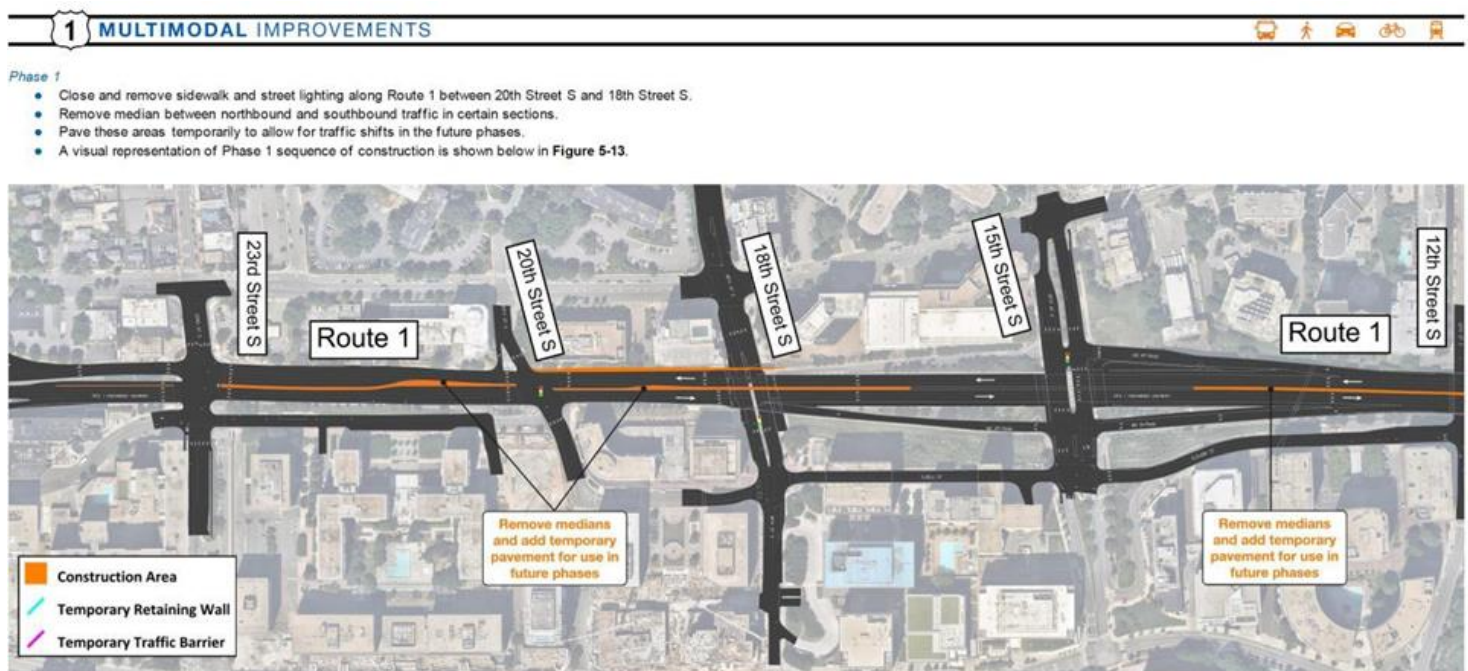 1 MULTIMODAL IMPROVEMENTS
Phase 1
● Close and remove sidewalk and street lighting along Route 1 between 20th Street S and 18th Street S.
● Remove median between northbound and southbound traffic in certain sections.
● Pave these areas temporarily to allow for traffic shifts in the future phases.
● A visual representation of Phase 1 sequence of construction is shown below in Figure 5-13.
23rd Street S
Route 1
20th Street S
18th Street S
15th Street S
Route 1
12th Street S
Remove medians
and add temporary
pavement for use in
future phases
Remove medians
and add temporary
pavement for use in
future phases
Construction Area
Temporary Retaining Wall
Temporary Traffic Barrier